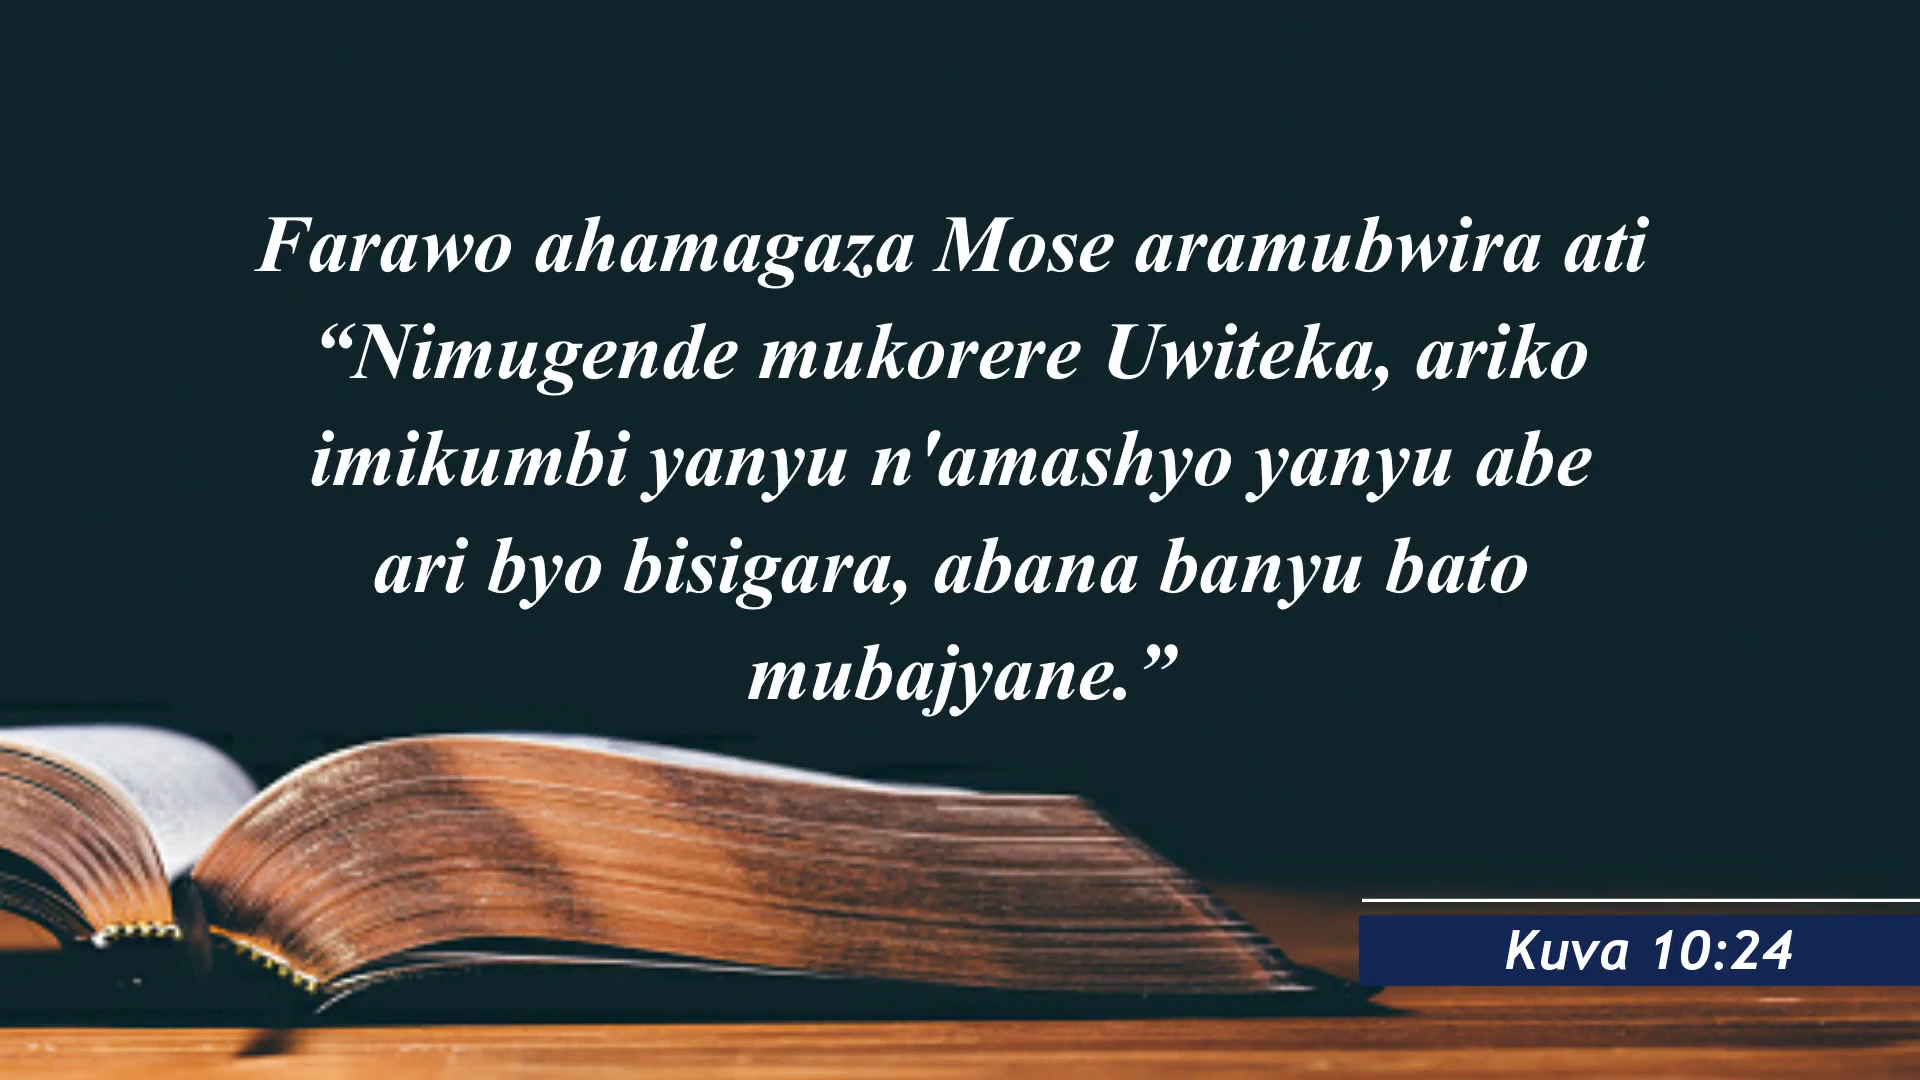 Farawo ahamagaza Mose aramubwira ati
“Nimugende mukorere Uwiteka, ariko
imikumbi yanyu n'amashyo yanyu abe
ari byo bisigara, abana banyu bato
mubajyane.”
Kuva 10:24